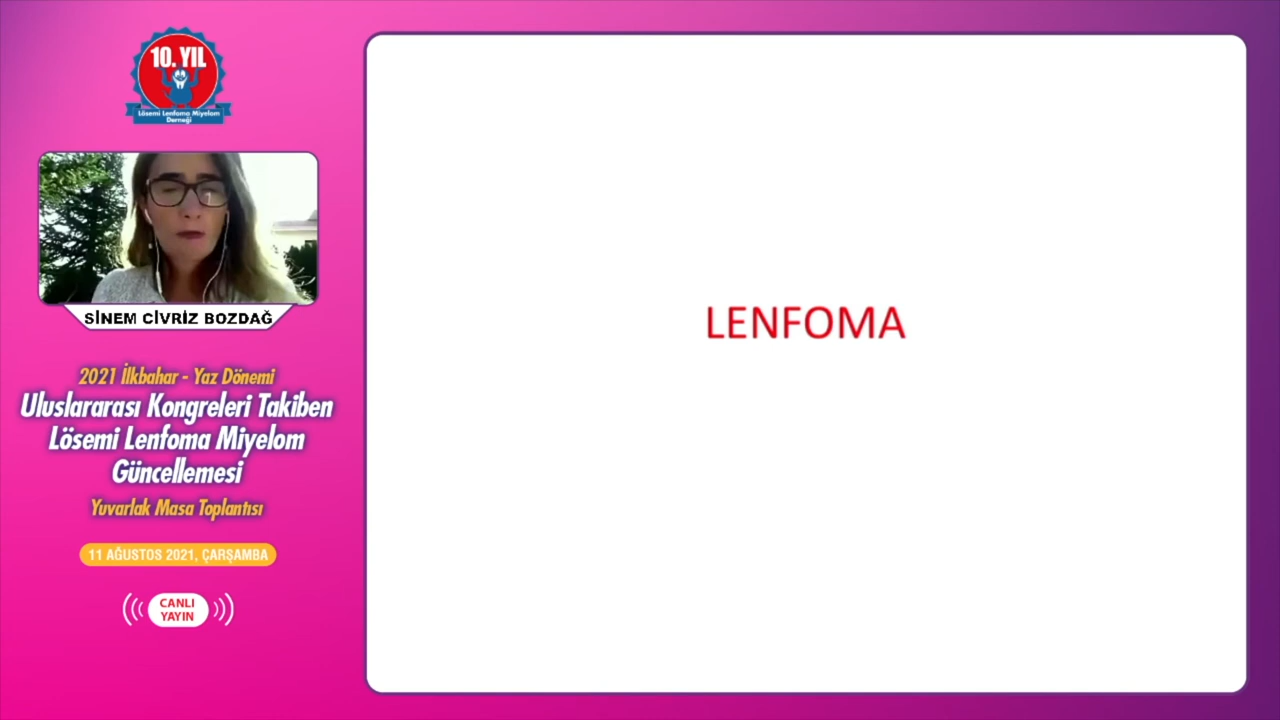 10. YIL
Lösemi Lenfoma Miyelom
Derneği
SİNEM CİVRİZ BOZDAĞ
2021 İlkbahar - Yaz Dönemi
Uluslararası Kongreleri Takiben
Lösemi Lenfoma Miyelom
Güncellemesi
Yuvarlak Masa Toplantısı
11 AĞUSTOS 2021, ÇARŞAMBA
CANLI
YAYIN
LENFOMA